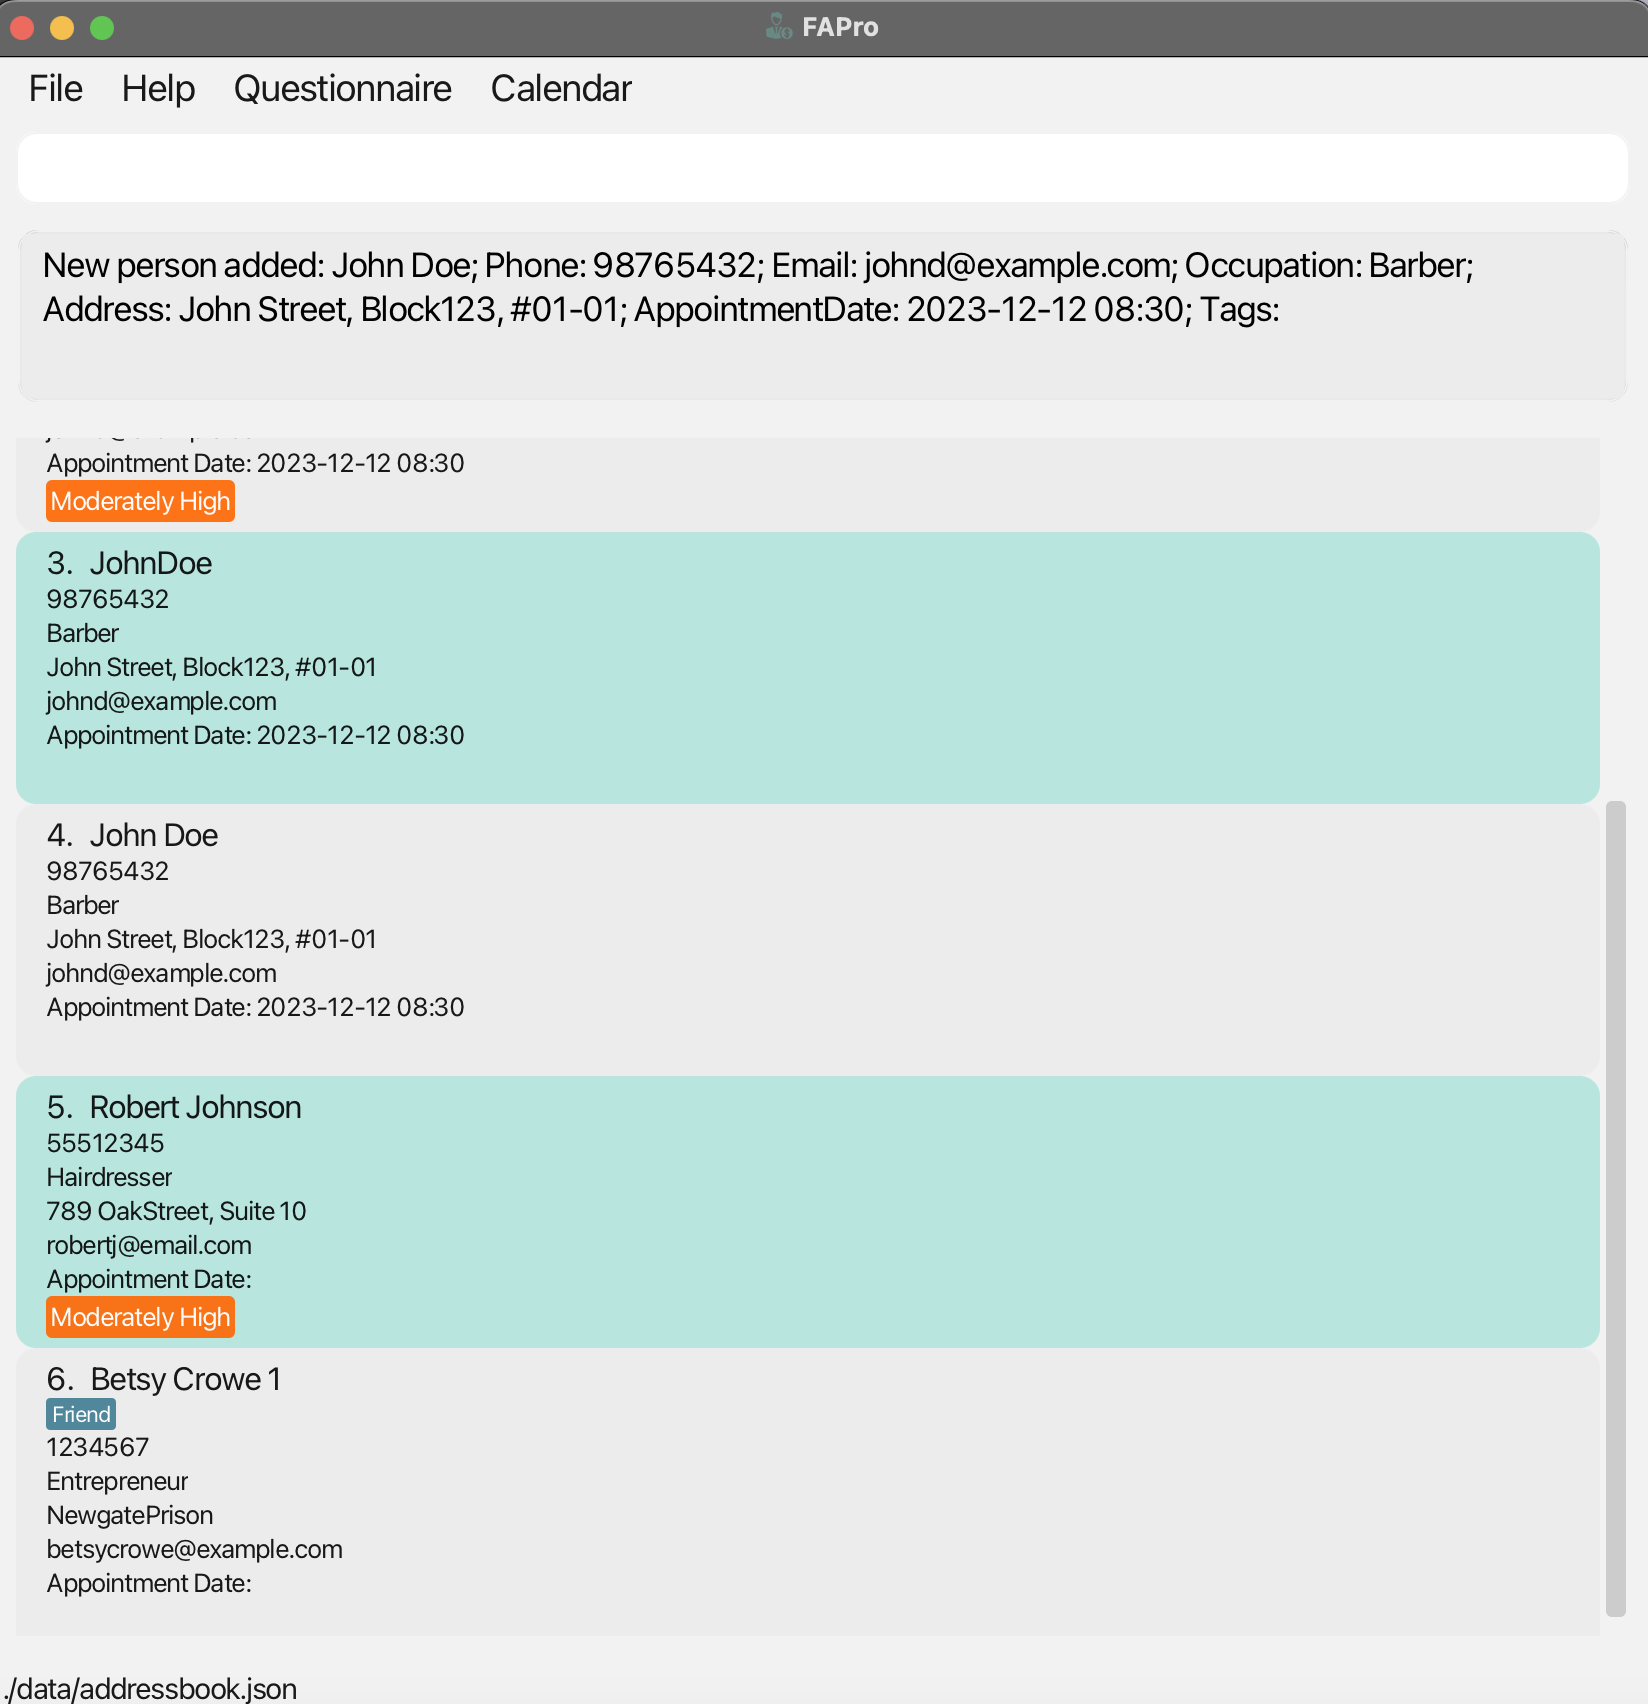 FAPro
File Help Questionnaire Calendar
New person added: John Doe; Phone: 98765432; Email: johnd@example.com; Occupation: Barber;
Address: John Street, Block123, #01-01; AppointmentDate: 2023-12-12 08:30; Tags:
Appointment Date: 2023-12-12 08:30
Moderately High
3. JohnDoe
98765432
Barber
John Street, Block123, #01-01
johnd@example.com
Appointment Date: 2023-12-12 08:30
4. John Doe
98765432
Barber
John Street, Block123, #01-01
johnd@example.com
Appointment Date: 2023-12-12 08:30
5. Robert Johnson
55512345
Hairdresser
789 OakStreet, Suite 10
robertj@email.com
Appointment Date:
Moderately High
6. Betsy Crowe 1
Friend
1234567
Entrepreneur
NewgatePrison
betsycrowe@example.com
Appointment Date:
./data/addressbook.json